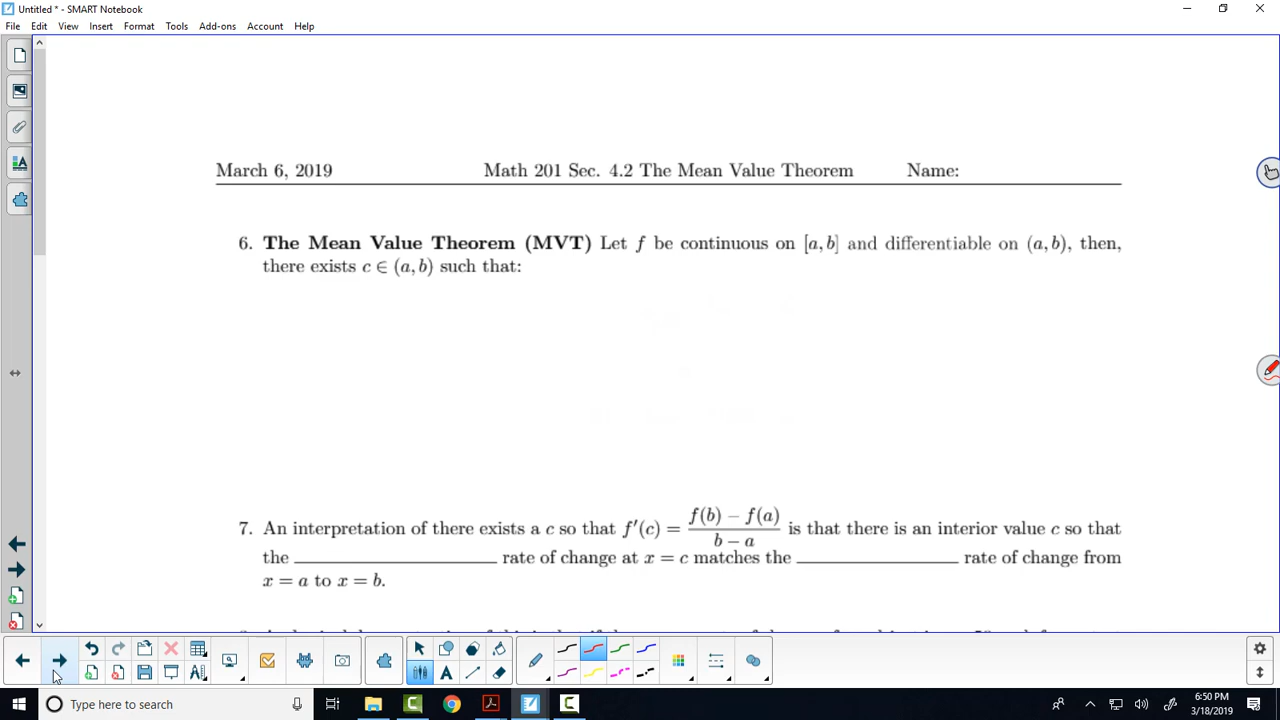 Untitled * - SMART Notebook
File Edit View Insert Format Tools Add-ons Account Help
March 6, 2019 Math 201 Sec. 4.2 The Mean Value Theorem Name:
6. The Mean Value Theorem (MVT) Let f be continuous on [a, b] and differentiable on (a, b), then,
there exists c ∈ (a, b) such that:
7. An interpretation of there exists a c so that f′(c) = f(b) − f(a) / b − a is that there is an interior value c so that
the ____________ rate of change at x = c matches the ____________ rate of change from
x = a to x = b.
Type here to search
6:50 PM
3/18/2019